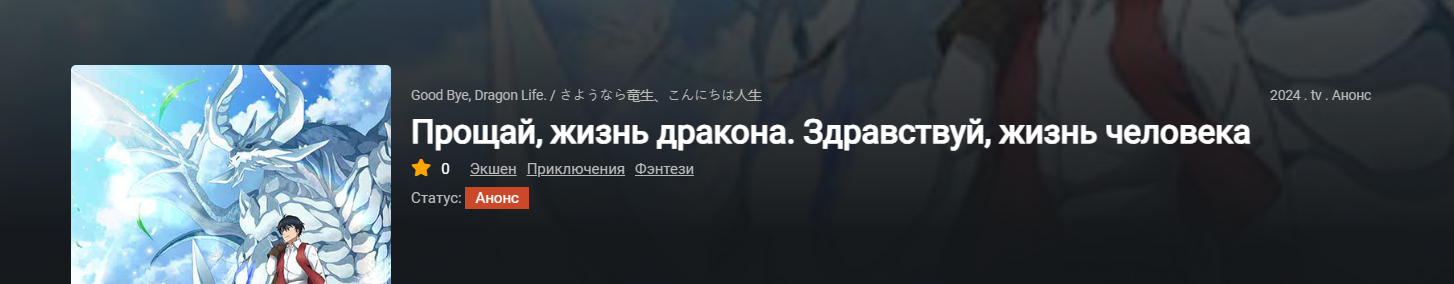 Good Bye, Dragon Life. / さようなら竜生、こんにちは人生
2024 . tv . Анонс
Прощай, жизнь дракона. Здравствуй, жизнь человека
0 Экшен Приключения Фэнтези
Статус: Анонс